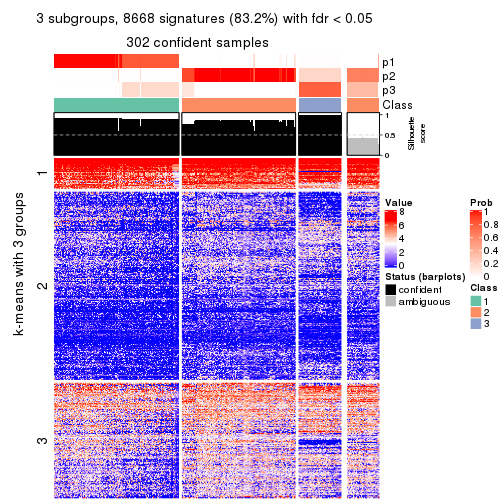 3 subgroups, 8668 signatures (83.2%) with fdr < 0.05
302 confident samples
p1
p2
p3
Class
1
0.5
0
Silhouette
score
k-means with 3 groups
1
2
3
Value
8
6
4
2
0
Status (barplots)
confident
ambiguous
Prob
1
0.8
0.6
0.4
0.2
0
Class
1
2
3